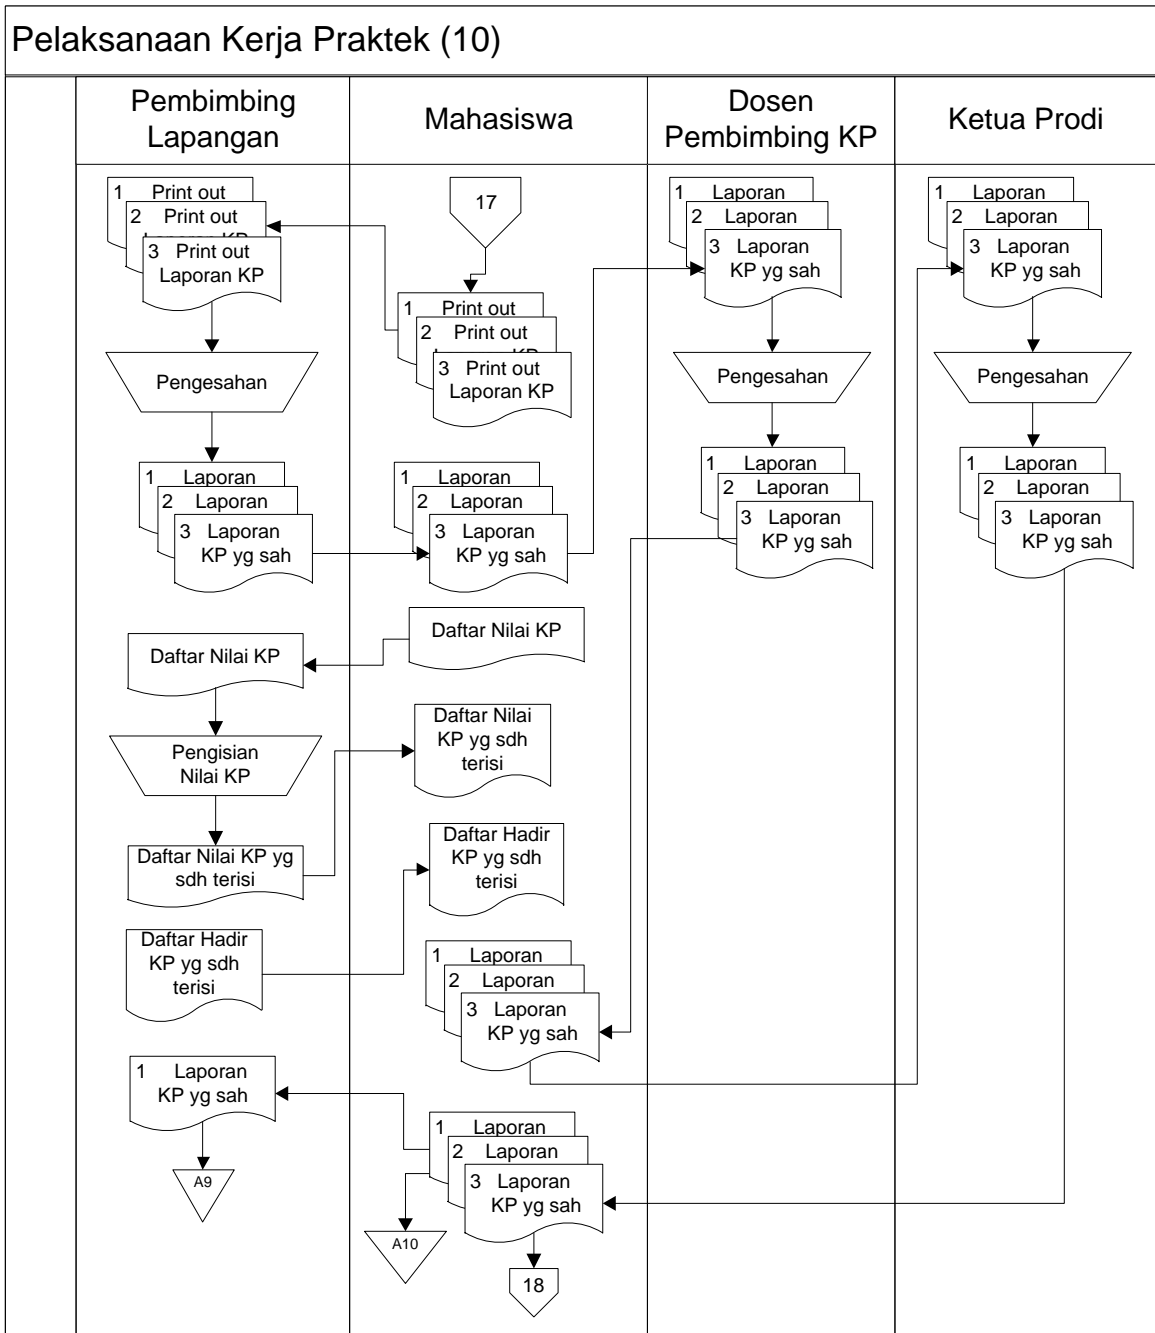 Pelaksanaan Kerja Praktek (10)
Pembimbing
Lapangan
Mahasiswa
Dosen
Pembimbing KP
Ketua Prodi
1 Print out
2 Print out
Laporan KP
3 Print out
Laporan KP
Pengesahan
1 Laporan
2 Laporan
3 Laporan
KP yg sah
Daftar Nilai KP
Pengisian
Nilai KP
Daftar Nilai KP yg
sdh terisi
Daftar Hadir
KP yg sdh
terisi
1 Laporan
KP yg sah
A9
17
1 Print out
2 Print out
Laporan KP
3 Print out
Laporan KP
1 Laporan
2 Laporan
3 Laporan
KP yg sah
Daftar Nilai KP
Daftar Nilai
KP yg sdh
terisi
Daftar Hadir
KP yg sdh
terisi
1 Laporan
2 Laporan
3 Laporan
KP yg sah
1 Laporan
2 Laporan
3 Laporan
KP yg sah
A10
18
1 Laporan
2 Laporan
3 Laporan
KP yg sah
Pengesahan
1 Laporan
2 Laporan
3 Laporan
KP yg sah
1 Laporan
2 Laporan
3 Laporan
KP yg sah
Pengesahan
1 Laporan
2 Laporan
3 Laporan
KP yg sah